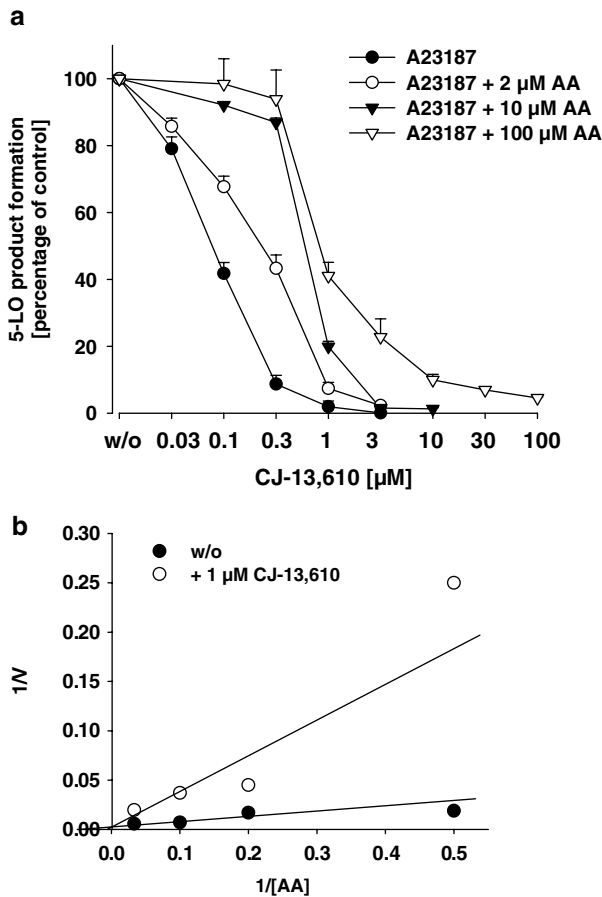 a
A23187
A23187 + 2 µM AA
A23187 + 10 µM AA
A23187 + 100 µM AA
5-LO product formation
[percentage of control]
100
80
60
40
20
0
w/o 0.03 0.1 0.3 1 3 10 30 100
CJ-13,610 [µM]
b
w/o
+ 1 µM CJ-13,610
1/V
0.30
0.25
0.20
0.15
0.10
0.05
0.00
0.0 0.1 0.2 0.3 0.4 0.5
1/[AA]